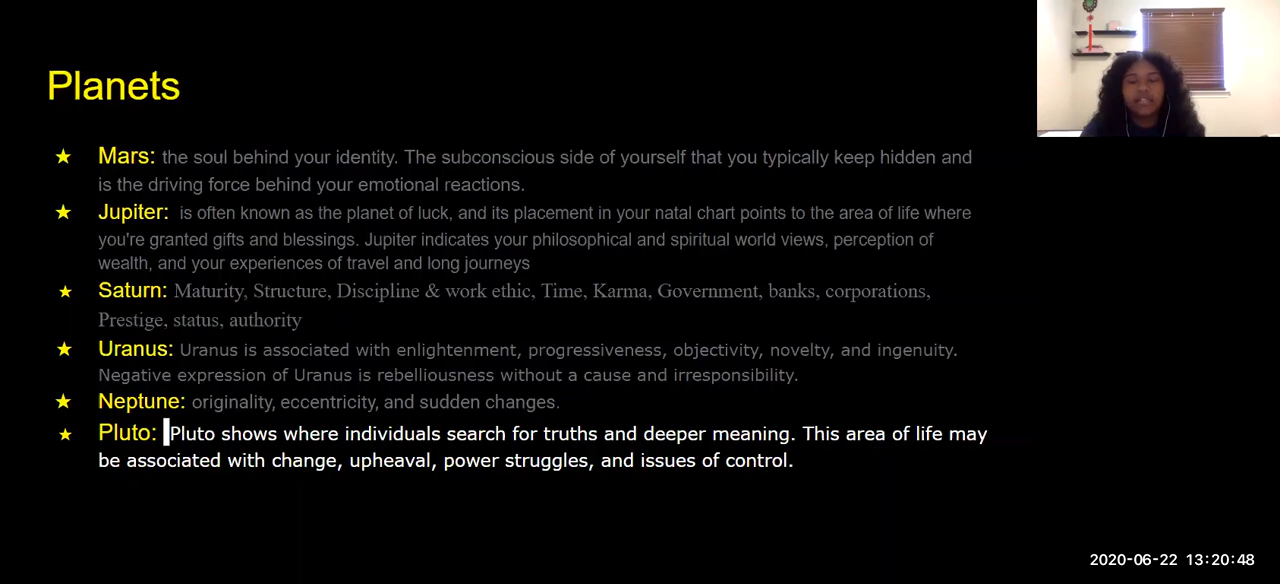 Planets
★ Mars: the soul behind your identity. The subconscious side of yourself that you typically keep hidden and
is the driving force behind your emotional reactions.
★ Jupiter: is often known as the planet of luck, and its placement in your natal chart points to the area of life where
you're granted gifts and blessings. Jupiter indicates your philosophical and spiritual world views, perception of
wealth, and your experiences of travel and long journeys
★ Saturn: Maturity, Structure, Discipline & work ethic, Time, Karma, Government, banks, corporations,
Prestige, status, authority
★ Uranus: Uranus is associated with enlightenment, progressiveness, objectivity, novelty, and ingenuity.
Negative expression of Uranus is rebelliousness without a cause and irresponsibility.
★ Neptune: originality, eccentricity, and sudden changes.
★ Pluto: Pluto shows where individuals search for truths and deeper meaning. This area of life may
be associated with change, upheaval, power struggles, and issues of control.
2020-06-22 13:20:48